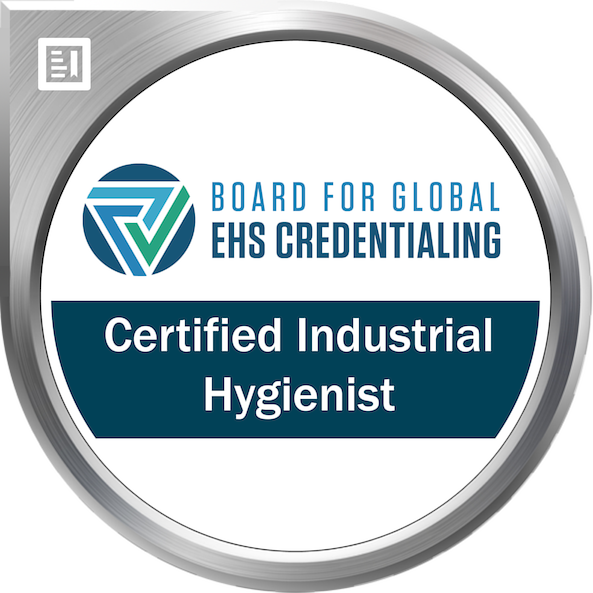 BOARD FOR GLOBAL
EHS CREDENTIALING
Certified Industrial
Hygienist